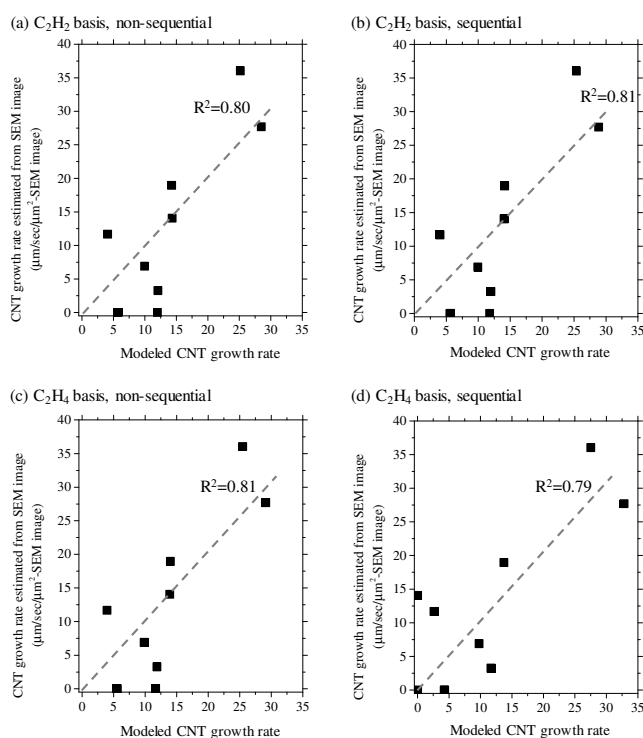 (a) C₂H₂ basis, non-sequential
40
35
30
25
20
15
10
5
0
0 5 10 15 20 25 30 35
R²=0.80
CNT growth rate estimated from SEM image
(μm/sec/μm²-SEM image)
Modeled CNT growth rate
(b) C₂H₂ basis, sequential
40
35
30
25
20
15
10
5
0
0 5 10 15 20 25 30 35
R²=0.81
CNT growth rate estimated from SEM image
(μm/sec/μm²-SEM image)
Modeled CNT growth rate
(c) C₂H₄ basis, non-sequential
40
35
30
25
20
15
10
5
0
0 5 10 15 20 25 30 35
R²=0.81
CNT growth rate estimated from SEM image
(μm/sec/μm²-SEM image)
Modeled CNT growth rate
(d) C₂H₄ basis, sequential
40
35
30
25
20
15
10
5
0
0 5 10 15 20 25 30 35
R²=0.79
CNT growth rate estimated from SEM image
(μm/sec/μm²-SEM image)
Modeled CNT growth rate